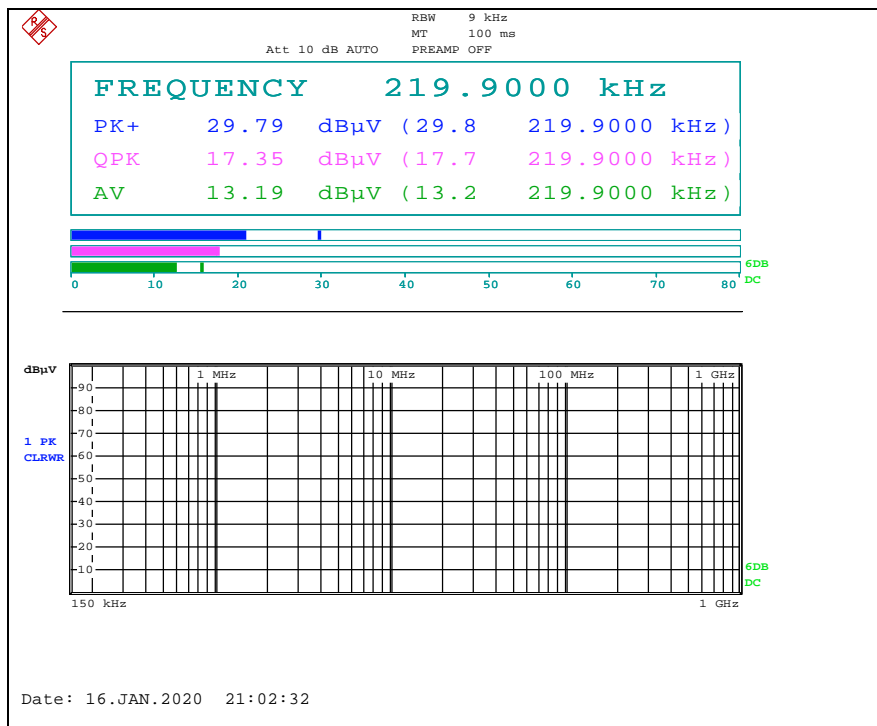 R S
RBW 9 kHz
MT 100 ms
Att 10 dB AUTO PREAMP OFF
FREQUENCY 219.9000 kHz
PK+ 29.79 dBµV (29.8 219.9000 kHz)
QPK 17.35 dBµV (17.7 219.9000 kHz)
AV 13.19 dBµV (13.2 219.9000 kHz)
6DB
0 10 20 30 40 50 60 70 80 DC
dBµV
1 MHz 10 MHz 100 MHz 1 GHz
90
80
70
1 PK
CLRWR 60
50
40
30
20
10 6DB
DC
150 kHz 1 GHz
Date: 16.JAN.2020 21:02:32